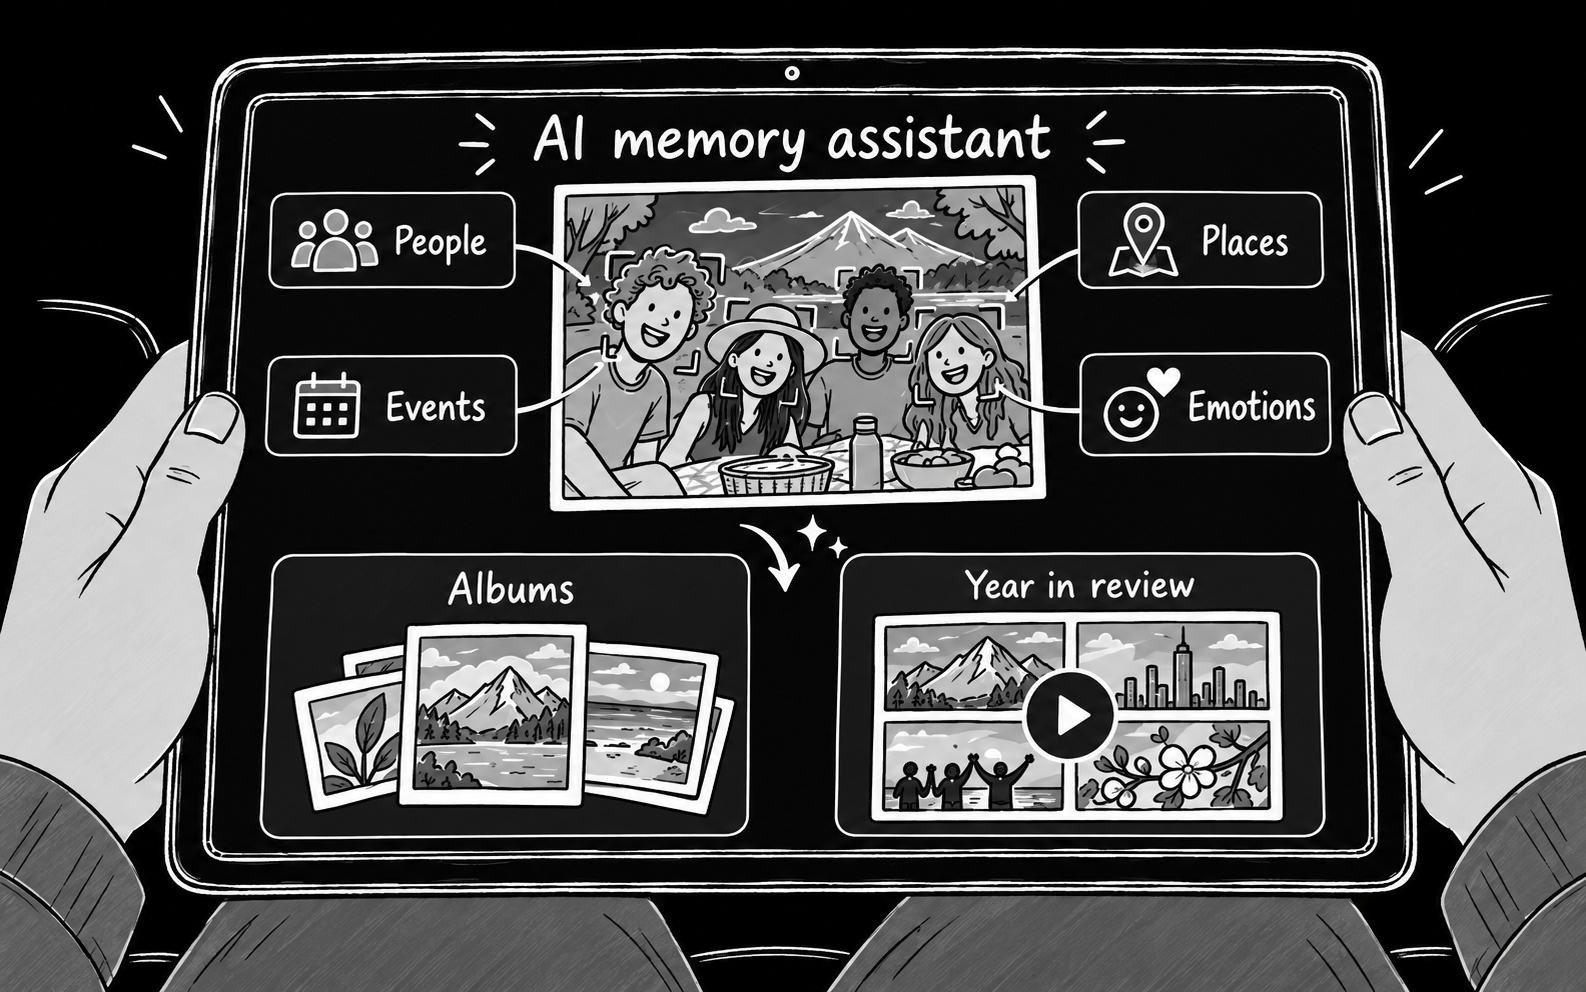 AI memory assistant
People
Places
Events
Emotions
Albums
Year in review